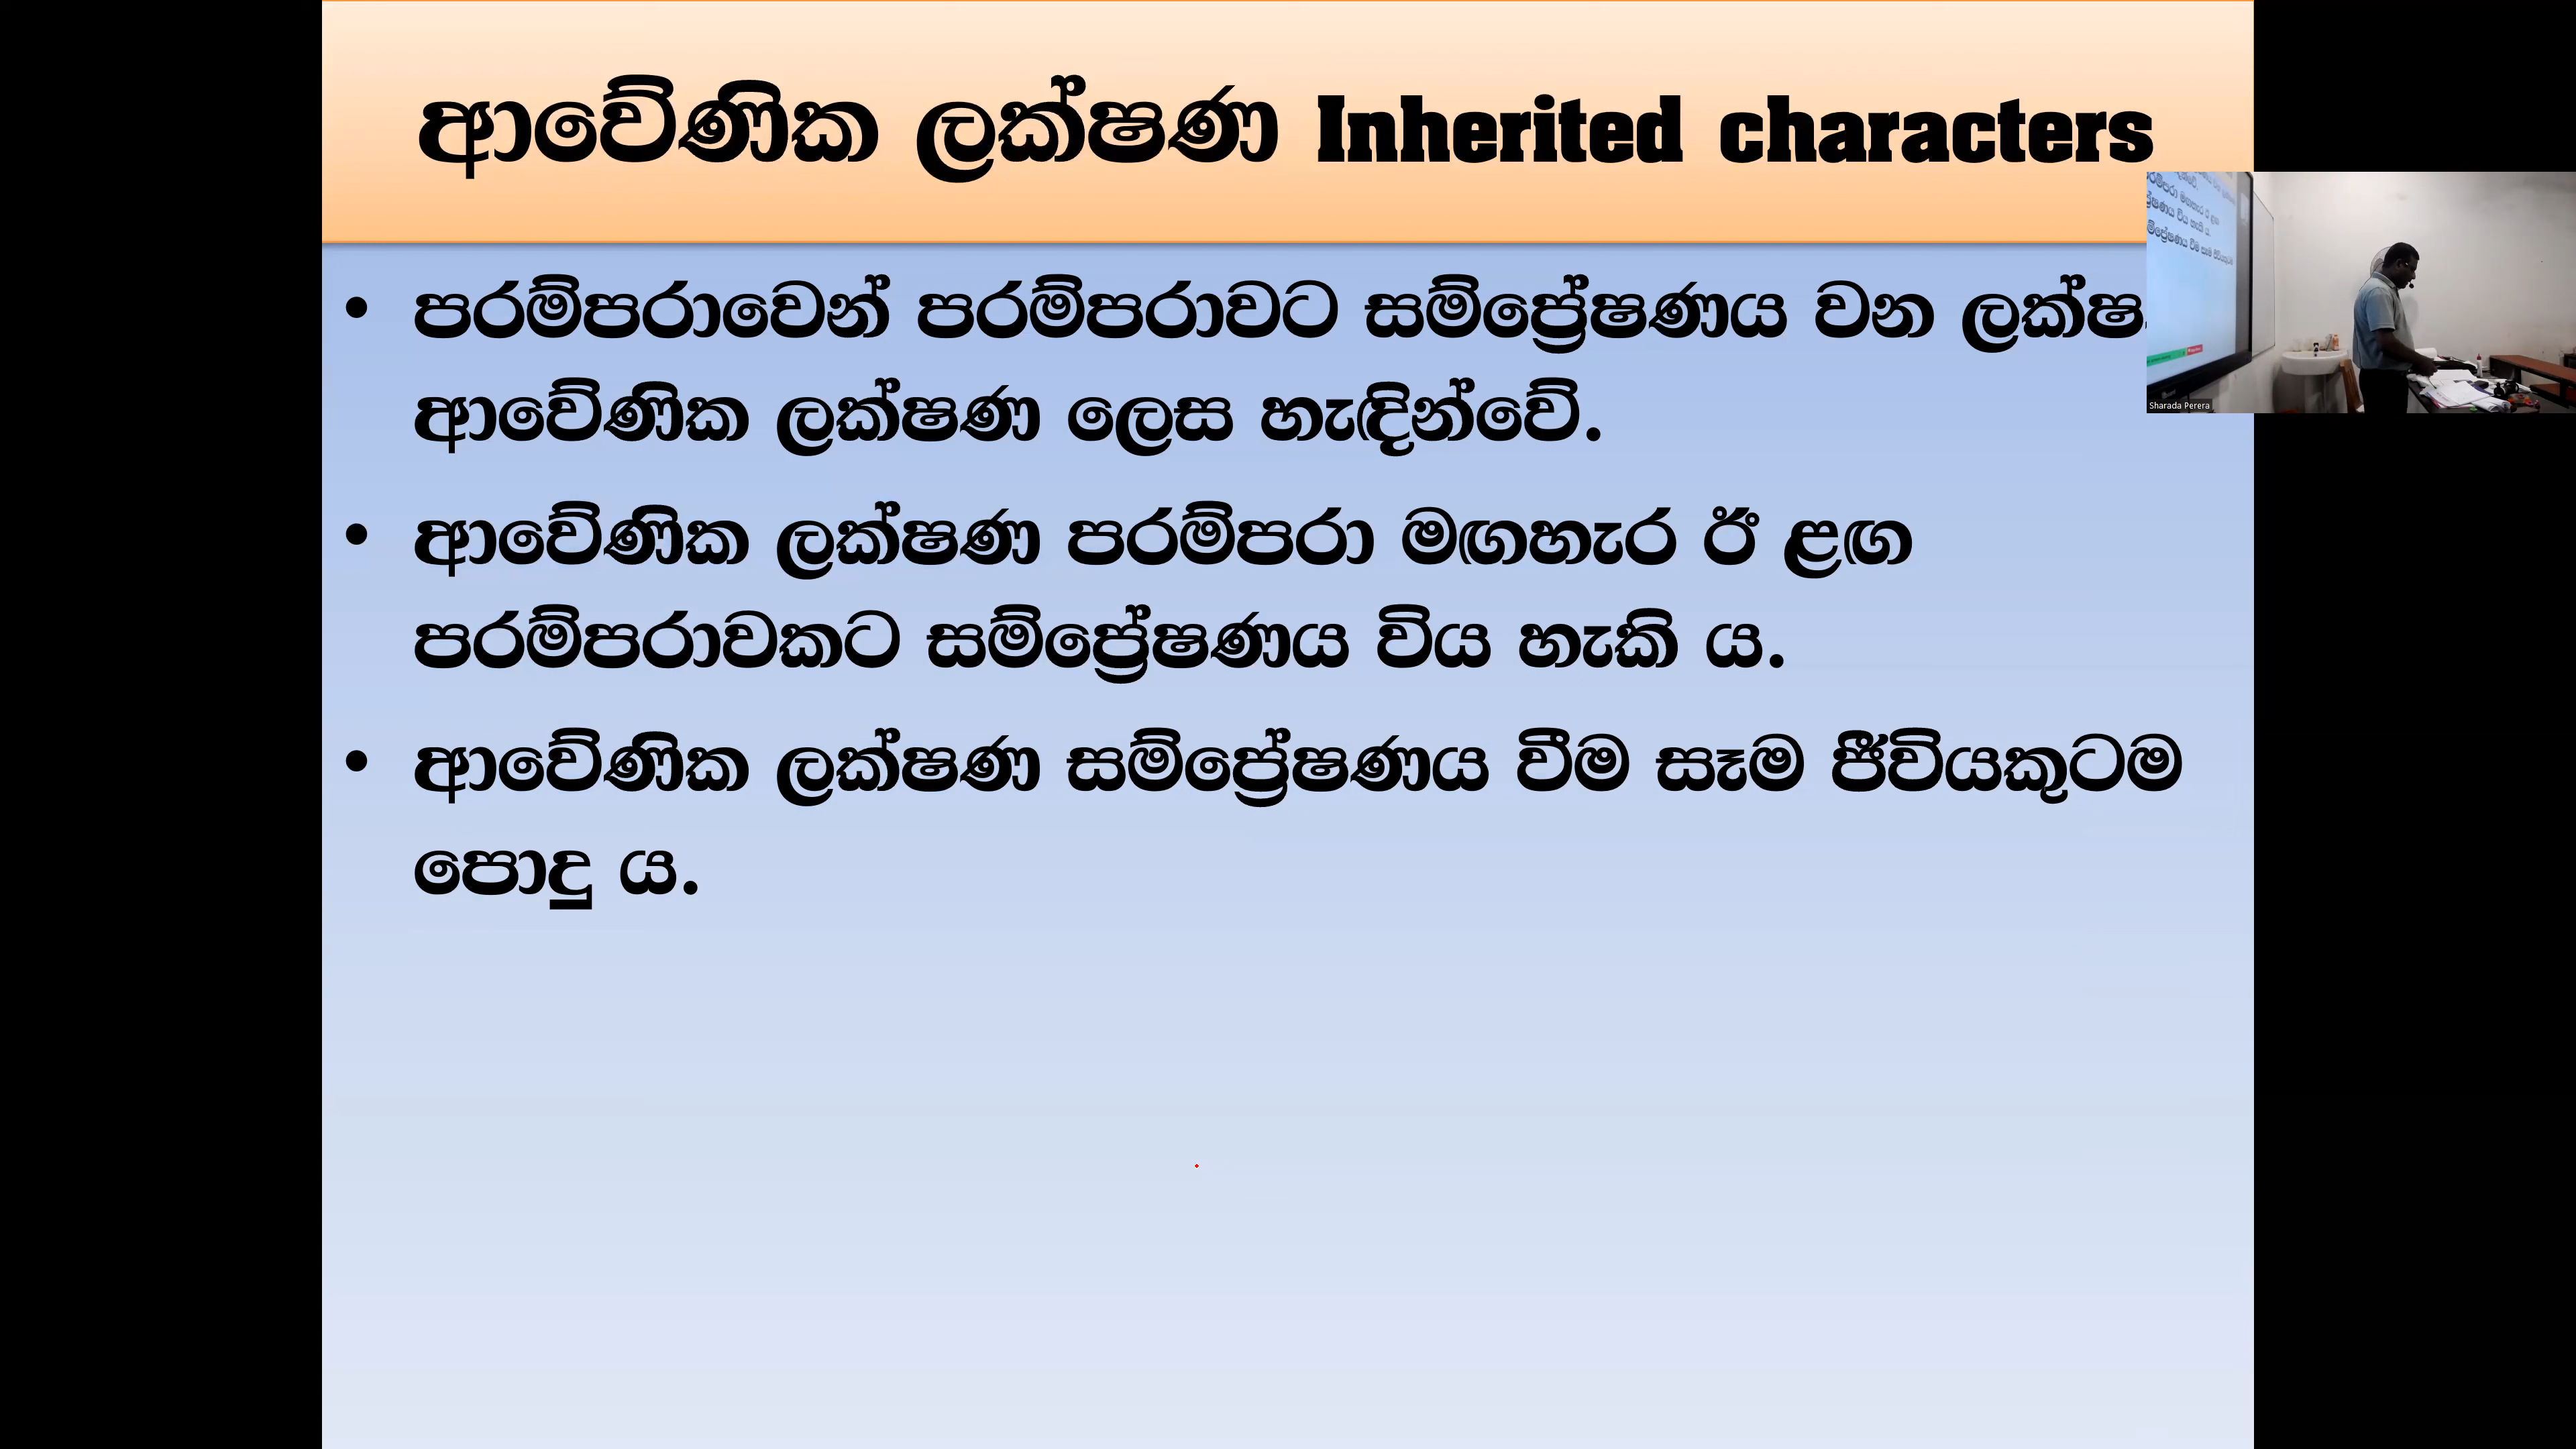 ආවේණික ලක්ෂණ Inherited characters
• පරම්පරාවෙන් පරම්පරාවට සම්ප්‍රේෂණය වන
ආවේණික ලක්ෂණ ලෙස හැඳින්වේ.
• ආවේණික ලක්ෂණ පරම්පරා මඟහැර ඊ ළඟ
පරම්පරාවකට සම්ප්‍රේෂණය විය හැකි ය.
• ආවේණික ලක්ෂණ සම්ප්‍රේෂණය වීම සෑම ජීවියකුටම
පොදු ය.
Sharada Perera